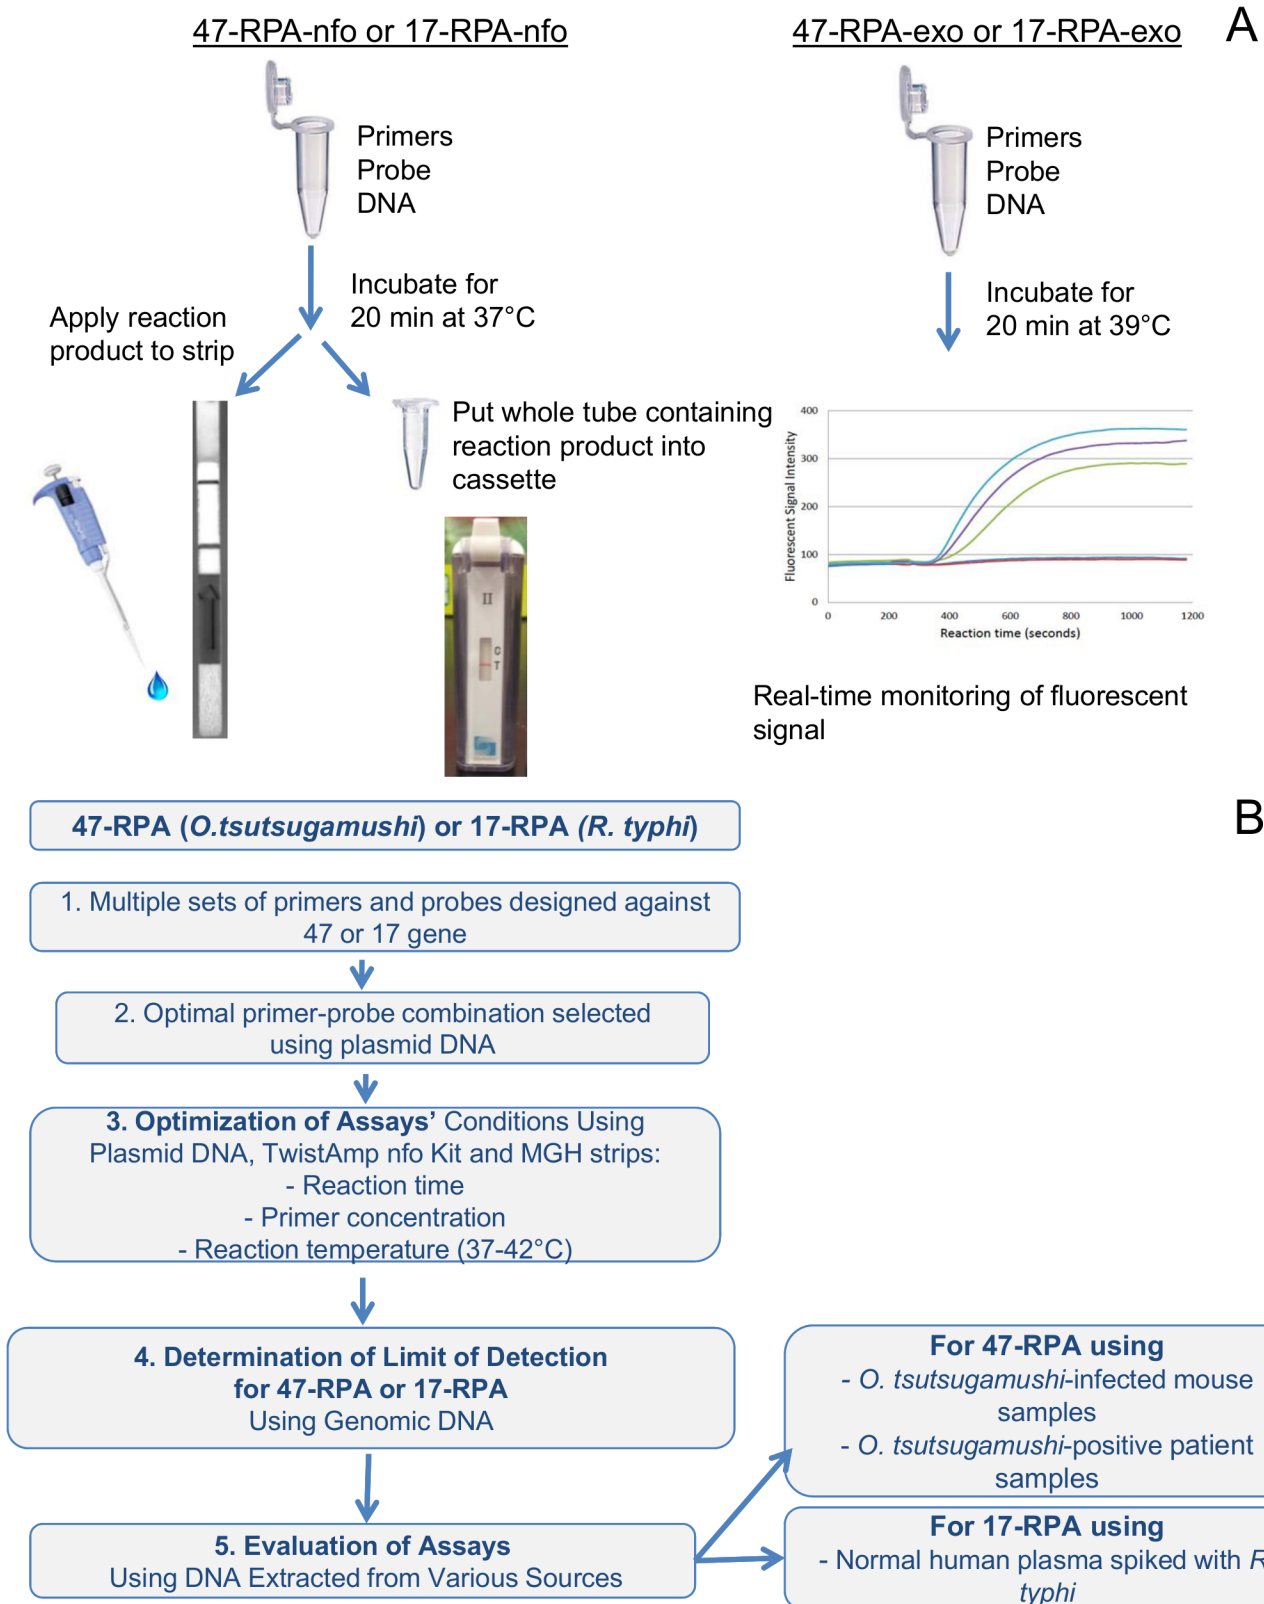 47-RPA-nfo or 17-RPA-nfo
47-RPA-exo or 17-RPA-exo
A
Primers
Probe
DNA
Primers
Probe
DNA
Incubate for
20 min at 37°C
Incubate for
20 min at 39°C
Apply reaction
product to strip
Put whole tube containing
reaction product into
cassette
II
C
T
Fluorescent Signal Intensity
400
300
200
100
0
0 200 400 600 800 1000 1200
Reaction time (seconds)
Real-time monitoring of fluorescent
signal
B
47-RPA (O.tsutsugamushi) or 17-RPA (R. typhi)
1. Multiple sets of primers and probes designed against
47 or 17 gene
2. Optimal primer-probe combination selected
using plasmid DNA
3. Optimization of Assays’ Conditions Using
Plasmid DNA, TwistAmp nfo Kit and MGH strips:
- Reaction time
- Primer concentration
- Reaction temperature (37-42°C)
4. Determination of Limit of Detection
for 47-RPA or 17-RPA
Using Genomic DNA
5. Evaluation of Assays
Using DNA Extracted from Various Sources
For 47-RPA using
- O. tsutsugamushi-infected mouse
samples
- O. tsutsugamushi-positive patient
samples
For 17-RPA using
- Normal human plasma spiked with R
typhi